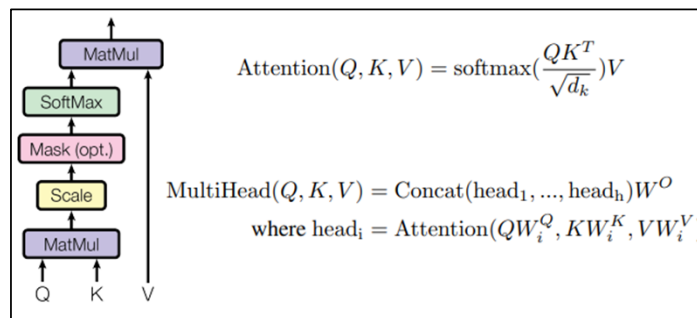 MatMul
SoftMax
Mask (opt.)
Scale
MatMul
Q K V
Attention(Q, K, V) = softmax(QK^T/√d_k)V
MultiHead(Q, K, V) = Concat(head_1, ..., head_h)W^O
where head_i = Attention(QW_i^Q, KW_i^K, VW_i^V